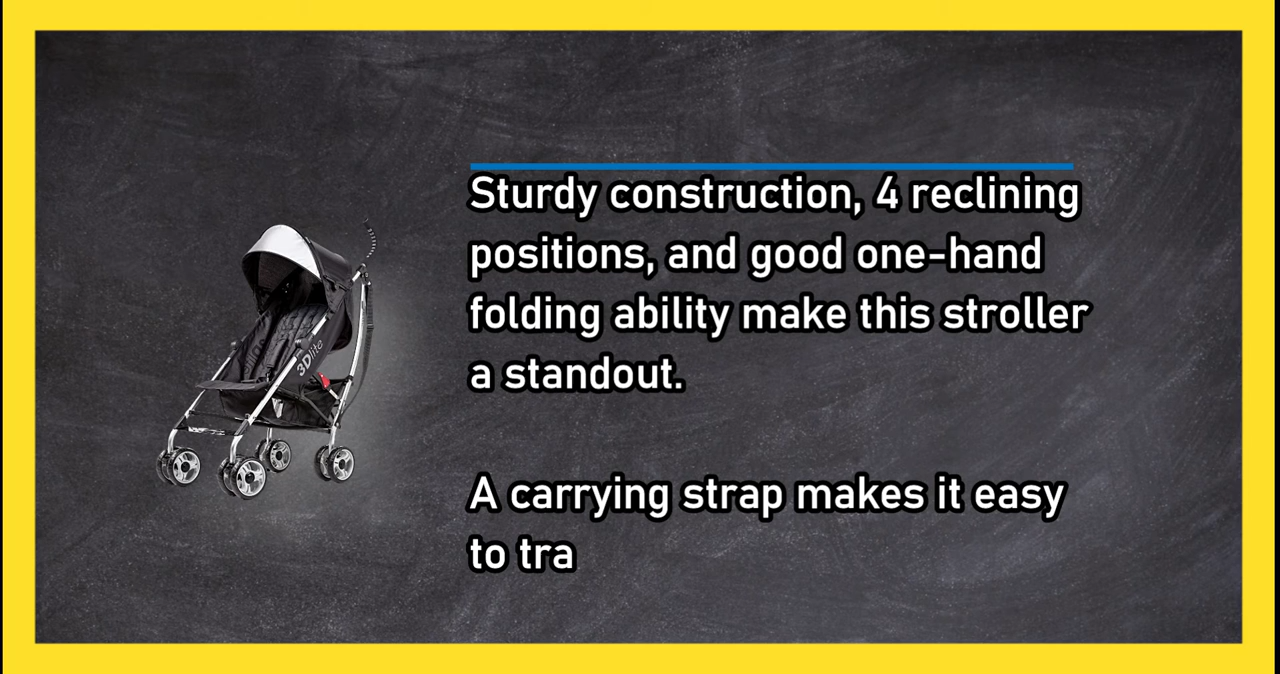 Sturdy construction, 4 reclining
positions, and good one-hand
folding ability make this stroller
a standout.
A carrying strap makes it easy
to tra
3Dlite